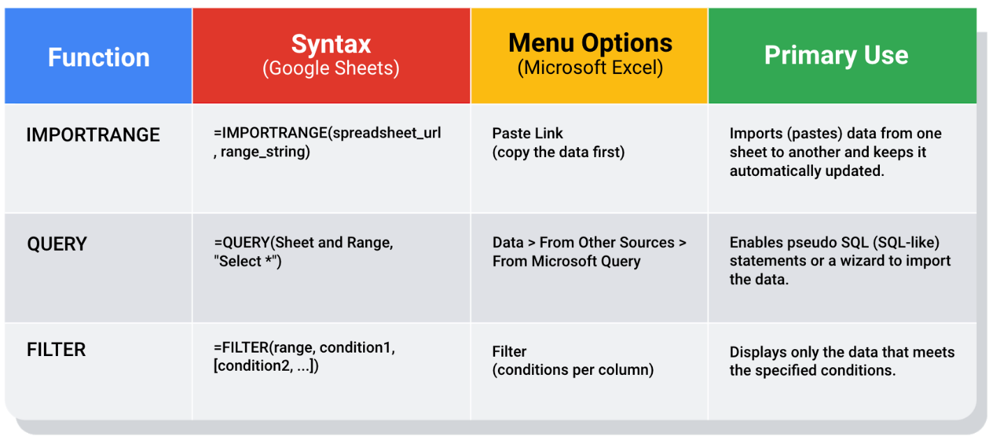 Function
Syntax
(Google Sheets)
Menu Options
(Microsoft Excel)
Primary Use
IMPORTRANGE
=IMPORTRANGE(spreadsheet_url
, range_string)
Paste Link
(copy the data first)
Imports (pastes) data from one
sheet to another and keeps it
automatically updated.
QUERY
=QUERY(Sheet and Range,
"Select *")
Data > From Other Sources >
From Microsoft Query
Enables pseudo SQL (SQL-like)
statements or a wizard to import
the data.
FILTER
=FILTER(range, condition1,
[condition2, ...])
Filter
(conditions per column)
Displays only the data that meets
the specified conditions.